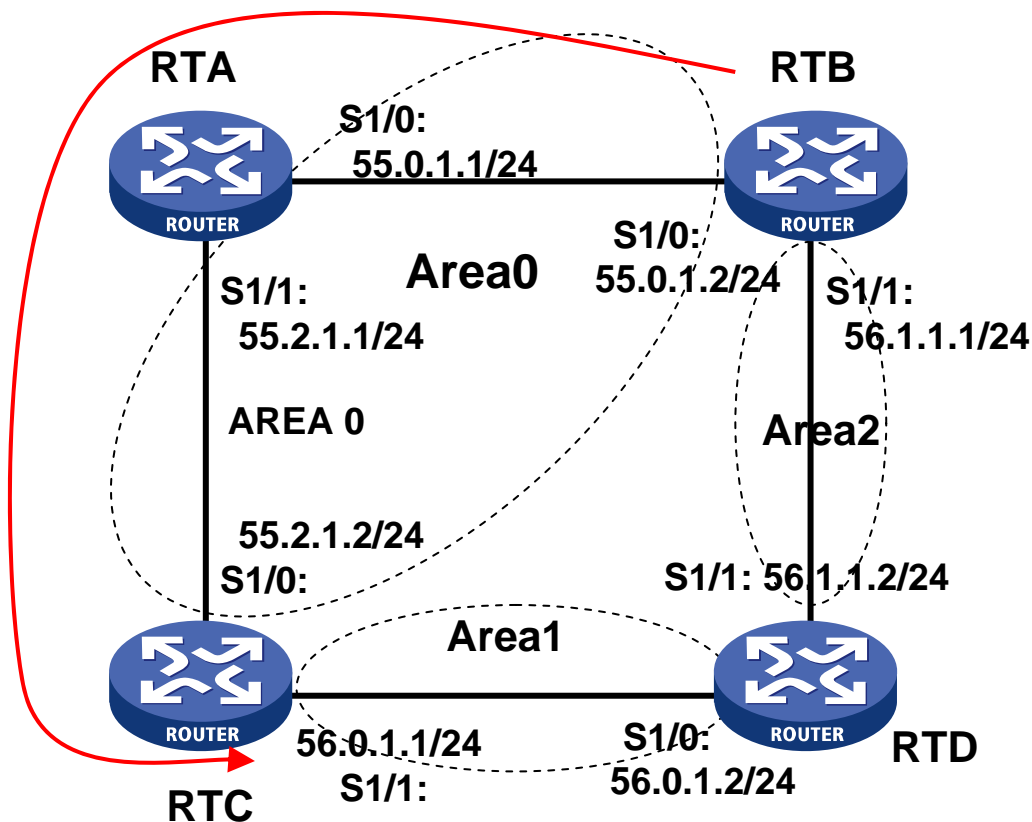 RTA
RTB
S1/0:
55.0.1.1/24
ROUTER
ROUTER
S1/0:
55.0.1.2/24
Area0
S1/1:
55.2.1.1/24
S1/1:
56.1.1.1/24
AREA 0
Area2
55.2.1.2/24
S1/0:
S1/1: 56.1.1.2/24
Area1
ROUTER
ROUTER
56.0.1.1/24
S1/1:
S1/0:
56.0.1.2/24
RTD
RTC